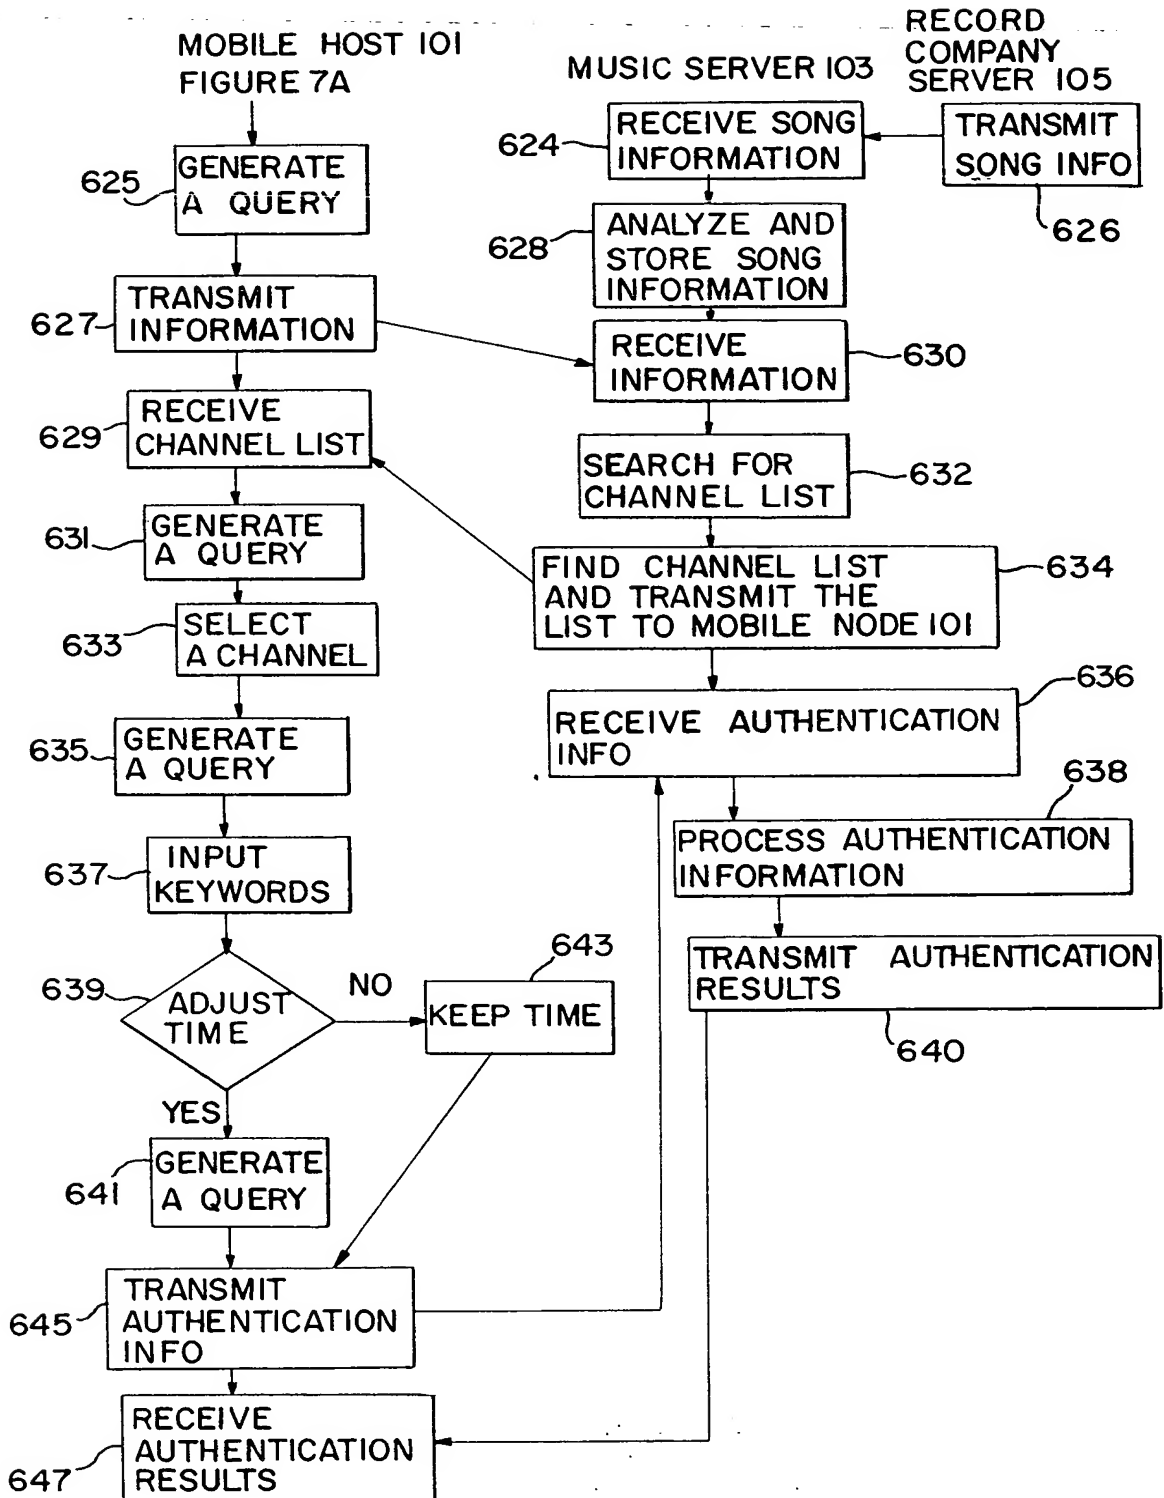 MOBILE HOST 101
FIGURE 7A
625
GENERATE
A QUERY
627
TRANSMIT
INFORMATION
629
RECEIVE
CHANNEL LIST
631
GENERATE
A QUERY
633
SELECT
A CHANNEL
635
GENERATE
A QUERY
637
INPUT
KEYWORDS
639
ADJUST
TIME
NO
643
KEEP TIME
YES
641
GENERATE
A QUERY
645
TRANSMIT
AUTHENTICATION
INFO
647
RECEIVE
AUTHENTICATION
RESULTS
MUSIC SERVER 103
624
RECEIVE SONG
INFORMATION
628
ANALYZE AND
STORE SONG
INFORMATION
RECEIVE
INFORMATION
630
SEARCH FOR
CHANNEL LIST
632
FIND CHANNEL LIST
AND TRANSMIT THE
LIST TO MOBILE NODE 101
634
636
RECEIVE AUTHENTICATION
INFO
638
PROCESS AUTHENTICATION
INFORMATION
TRANSMIT AUTHENTICATION
RESULTS
640
RECORD
COMPANY
SERVER 105
TRANSMIT
SONG INFO
626